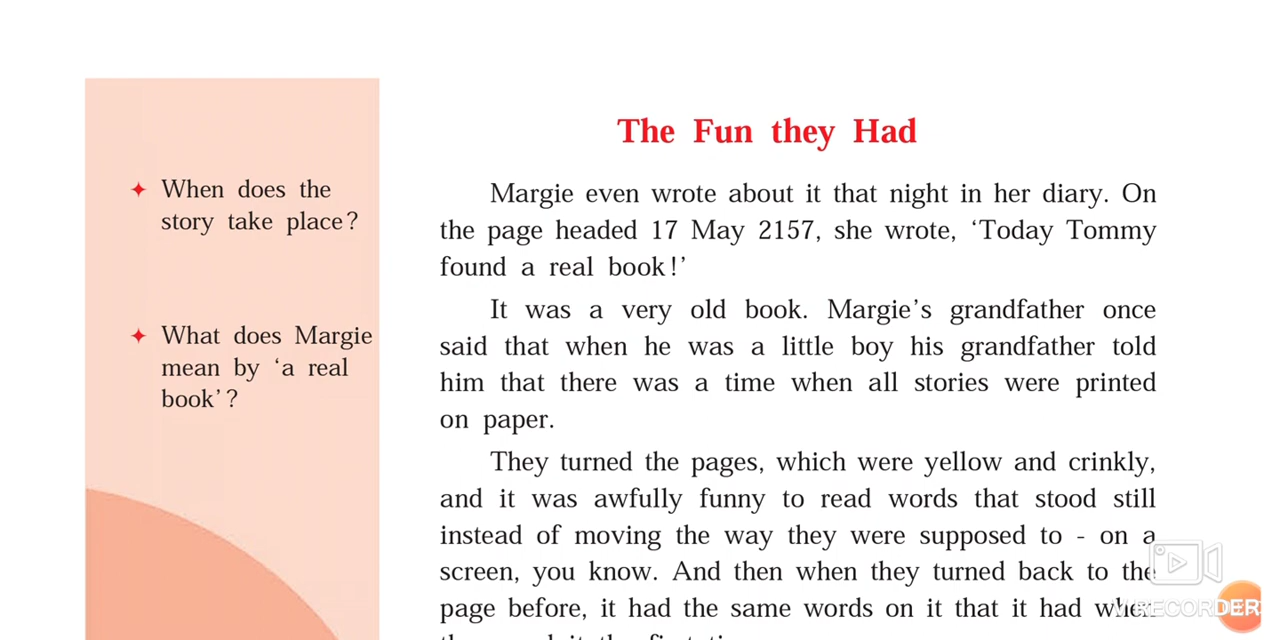 The Fun they Had
When does the
story take place?
What does Margie
mean by ‘a real
book’?
Margie even wrote about it that night in her diary. On
the page headed 17 May 2157, she wrote, ‘Today Tommy
found a real book!’
It was a very old book. Margie’s grandfather once
said that when he was a little boy his grandfather told
him that there was a time when all stories were printed
on paper.
They turned the pages, which were yellow and crinkly,
and it was awfully funny to read words that stood still
instead of moving the way they were supposed to - on a
screen, you know. And then when they turned back to the
page before, it had the same words on it that it had when
V RECORDER